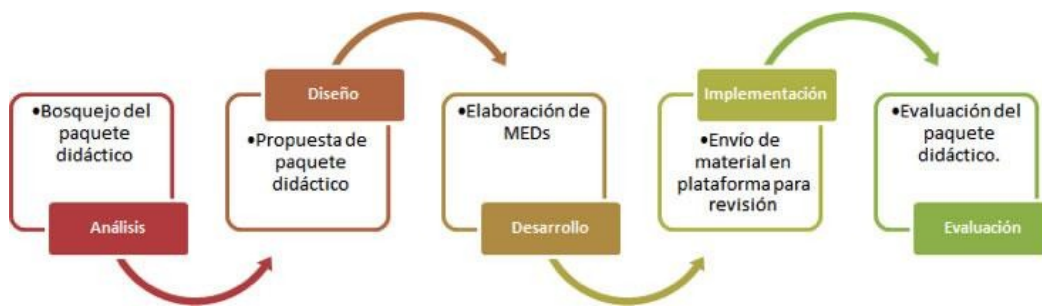 •Bosquejo del
paquete
didáctico
Análisis
Diseño
•Propuesta de
paquete
didáctico
•Elaboración de
MEDs
Desarrollo
Implementación
•Envío de
material en
plataforma para
revisión
•Evaluación del
paquete
didáctico.
Evaluación